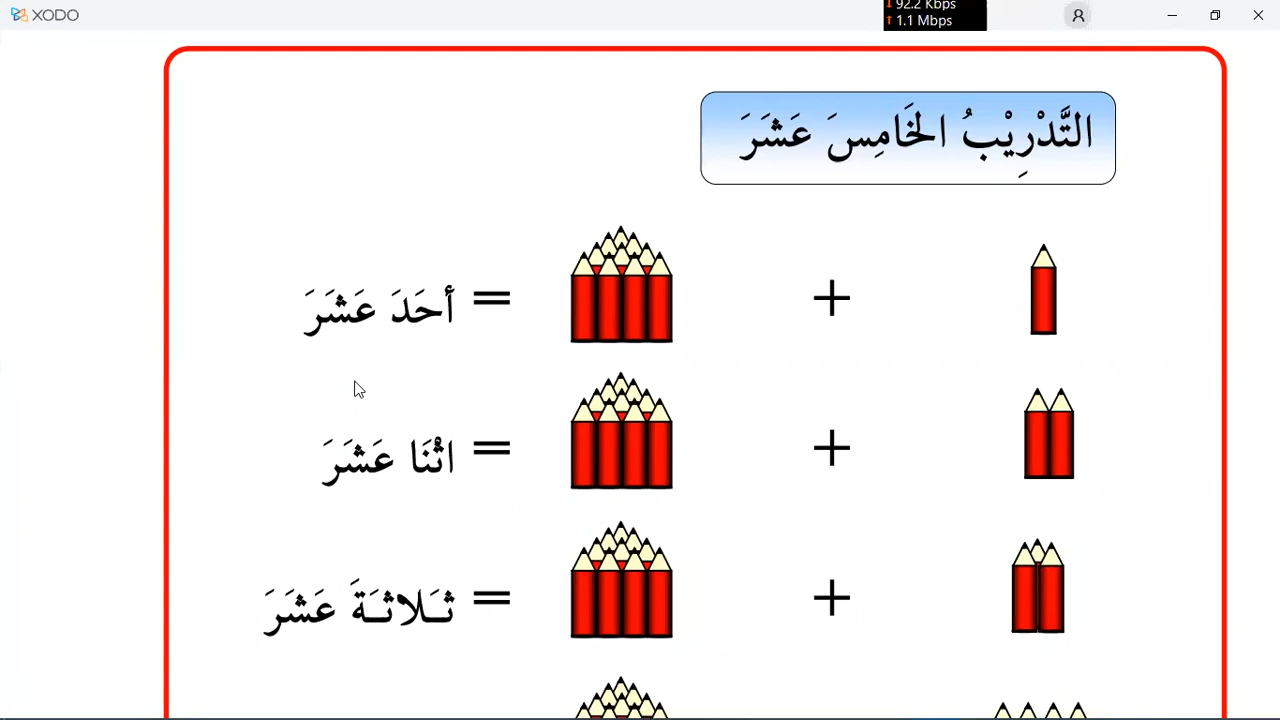 XODO
92.2 Kbps
1.1 Mbps
التَّدْرِيْبُ الخَامِسَ عَشَرَ
+ = أحَدَ عَشَرَ
+ = اثْنَا عَشَرَ
+ = ثَلاثَةَ عَشَرَ